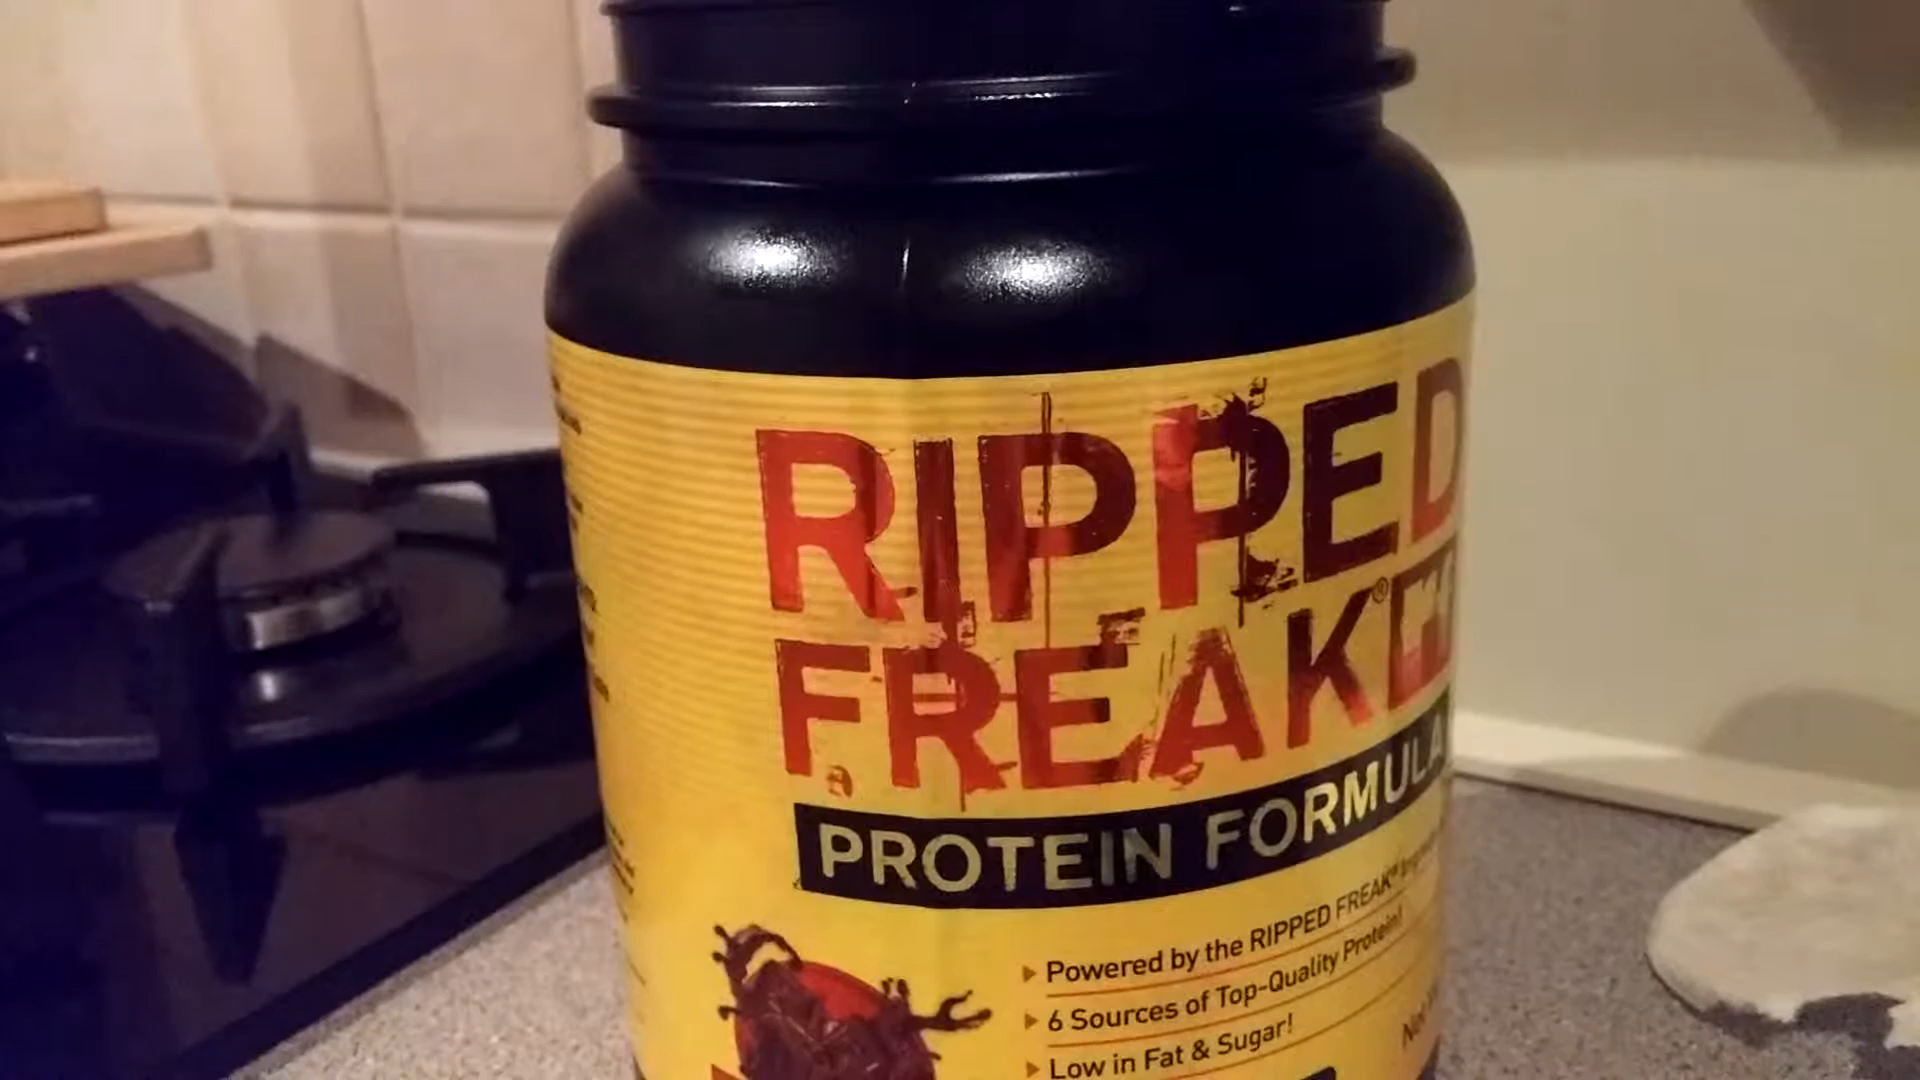 RIPPED
FREAK®
PROTEIN FORMULA
Powered by the RIPPED FREAK®
6 Sources of Top-Quality Protein!
Low in Fat & Sugar!